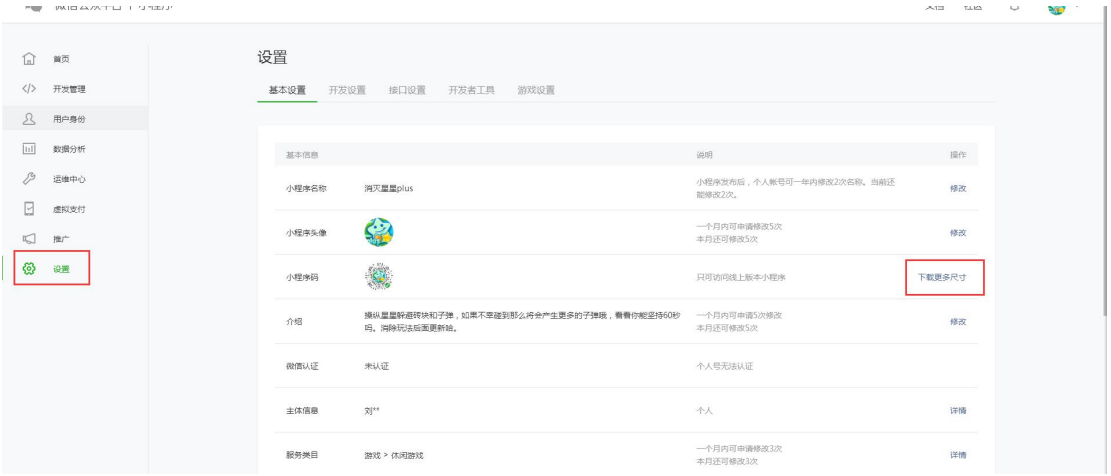 微信公众平台 | 小程序
文档
社区
首页
开发管理
用户身份
数据分析
运维中心
虚拟支付
推广
设置
设置
基本设置 开发设置 接口设置 开发者工具 游戏设置
基本信息 说明 操作
小程序名称 消灭星星plus 小程序发布后，个人帐号可一年内修改2次名称。当前还 修改
能修改2次。
小程序头像 一个月内可申请修改5次 修改
本月还可修改5次
小程序码 只可访问线上版本小程序 下载更多尺寸
介绍 操纵星星躲避砖块和子弹，如果不幸碰到那么将会产生更多的子弹哦，看看你能坚持60秒 一个月内可申请5次修改 修改
吗。消除玩法后面更新哈。 本月还可修改5次
微信认证 未认证 个人号无法认证
主体信息 刘** 个人 详情
服务类目 游戏 > 休闲游戏 一个月内可申请修改3次 详情
本月还可修改3次